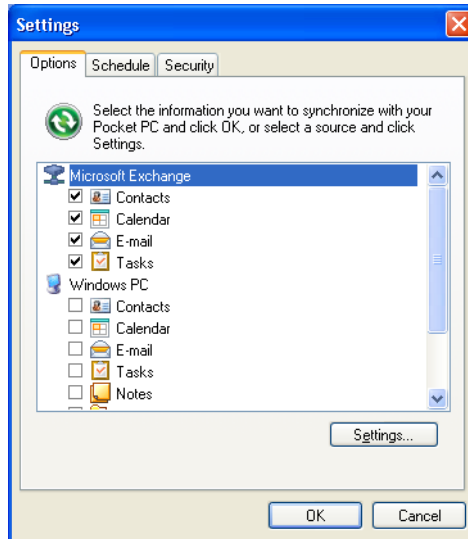 Settings
Options Schedule Security
Select the information you want to synchronize with your
Pocket PC and click OK, or select a source and click
Settings.
Microsoft Exchange
Contacts
Calendar
E-mail
Tasks
Windows PC
Contacts
Calendar
E-mail
Tasks
Notes
Settings...
OK Cancel